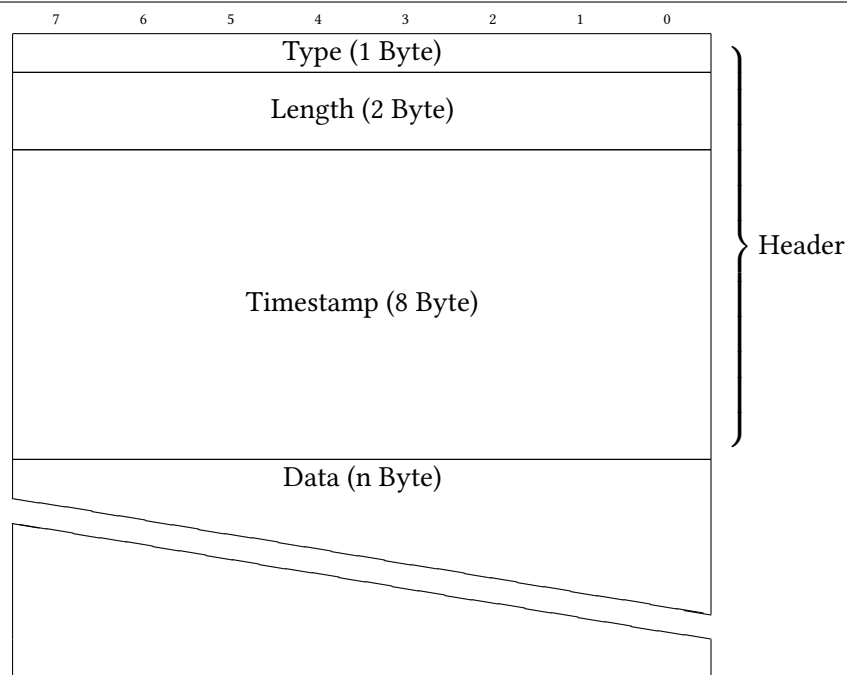 7 6 5 4 3 2 1 0
Type (1 Byte)
Length (2 Byte)
Header
Timestamp (8 Byte)
Data (n Byte)